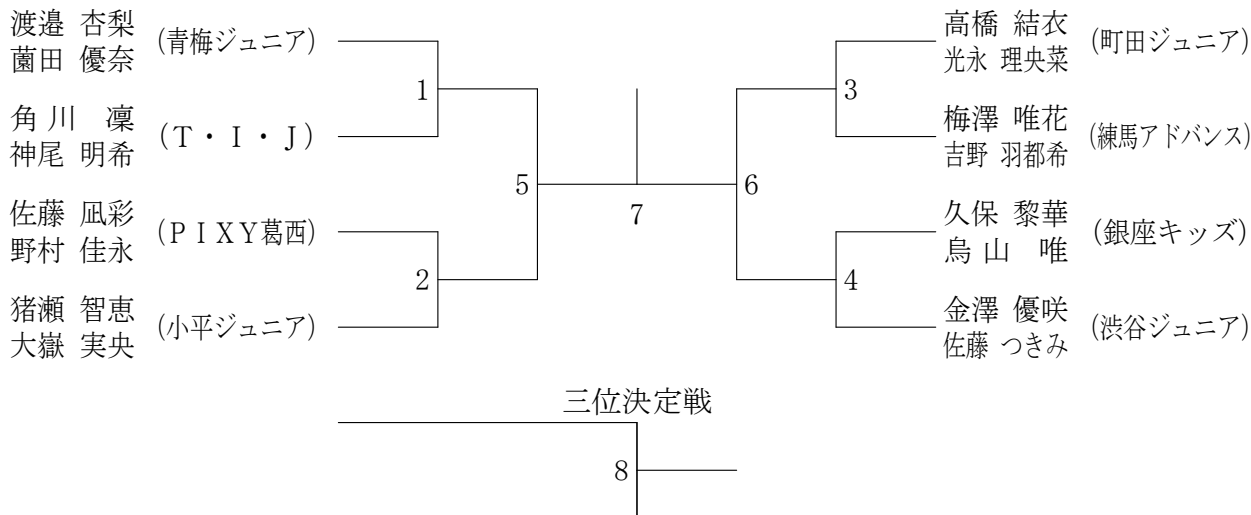 渡邉 杏梨
薗田 優奈
(青梅ジュニア)
角川 凜
神尾 明希
(T・I・J)
佐藤 凪彩
野村 佳永
(PIXY葛西)
猪瀬 智恵
大嶽 実央
(小平ジュニア)
1
2
5
7
6
3
4
高橋 結衣
光永 理央菜
(町田ジュニア)
梅澤 唯花
吉野 羽都希
(練馬アドバンス)
久保 黎華
烏山 唯
(銀座キッズ)
金澤 優咲
佐藤 つきみ
(渋谷ジュニア)
三位決定戦
8